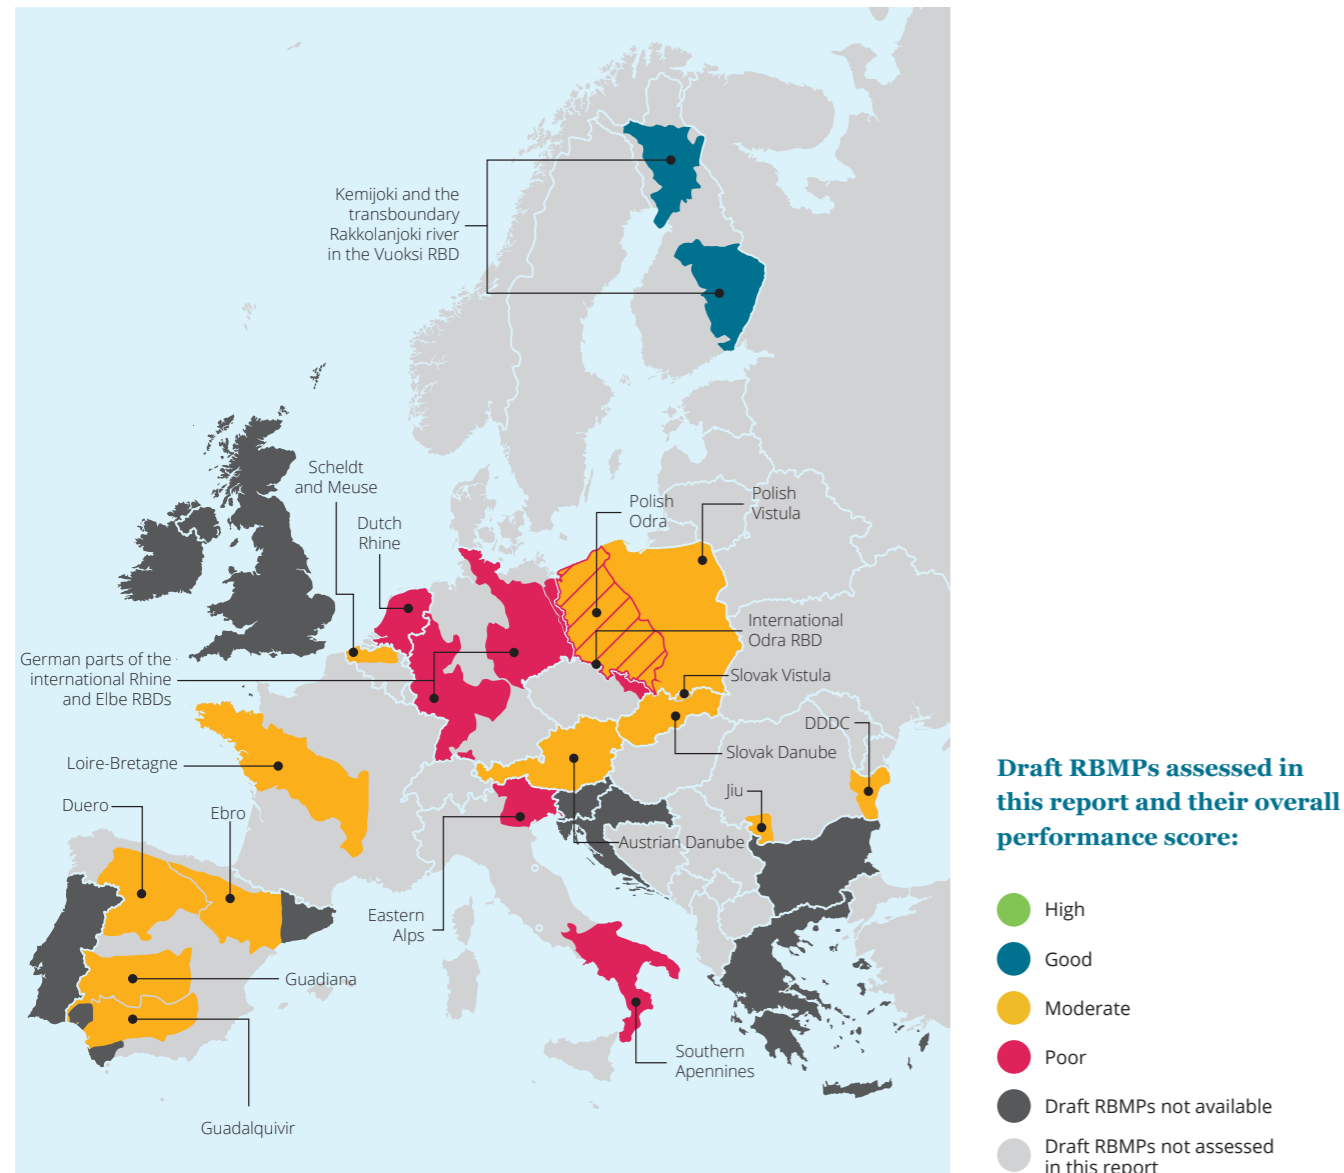 Kemijoki and the
transboundary
Rakkolanjoki river
in the Vuoksi RBD
Scheldt
and Meuse
Dutch
Rhine
Polish
Odra
Polish
Vistula
International
Odra RBD
German parts of the
international Rhine
and Elbe RBDs
Slovak Vistula
DDDC
Slovak Danube
Loire-Bretagne
Jiu
Duero
Ebro
Austrian Danube
Eastern
Alps
Guadiana
Southern
Apennines
Guadalquivir
Draft RBMPs assessed in
this report and their overall
performance score:
High
Good
Moderate
Poor
Draft RBMPs not available
Draft RBMPs not assessed
in this report